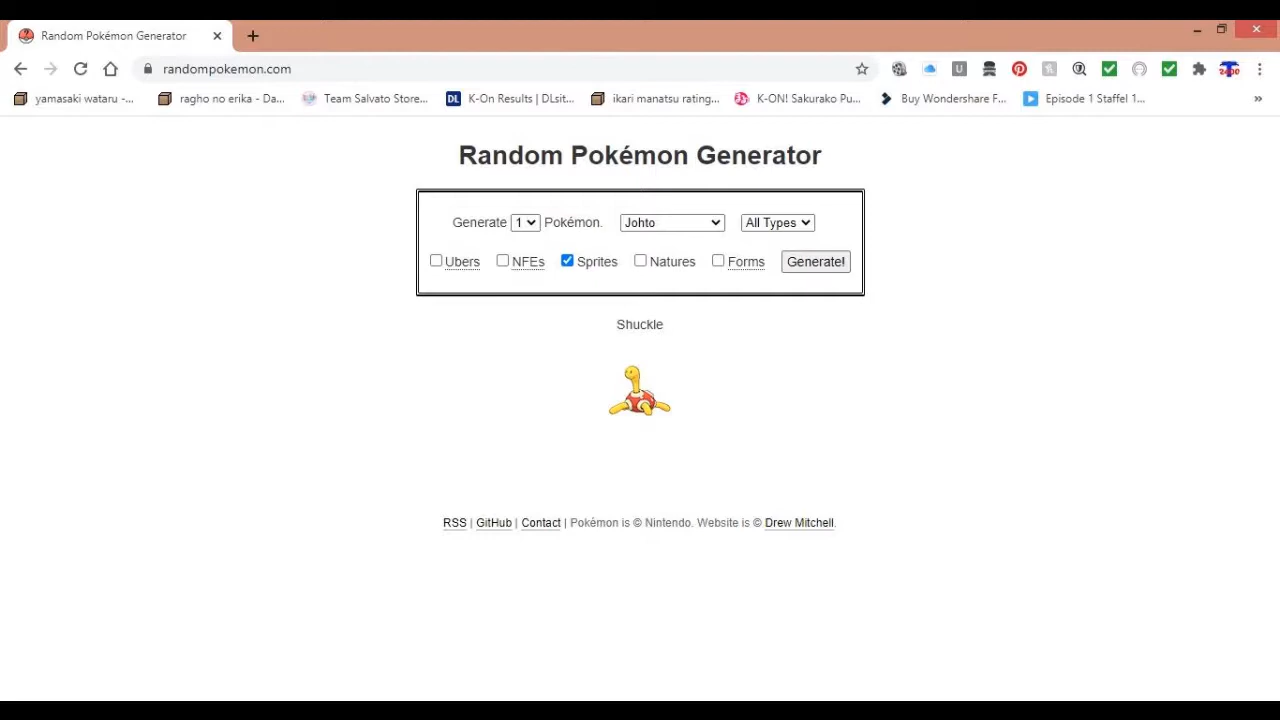 Random Pokémon Generator
randompokemon.com
yamasaki wataru -...
ragho no erika - Da...
Team Salvato Store...
DL K-On Results | DLsit...
ikari manatsu rating...
K-ON! Sakurako Pu...
Buy Wondershare F...
Episode 1 Staffel 1...
»
Random Pokémon Generator
Generate 1 Pokémon. Johto All Types
Ubers NFEs Sprites Natures Forms Generate!
Shuckle
RSS | GitHub | Contact | Pokémon is © Nintendo. Website is © Drew Mitchell.